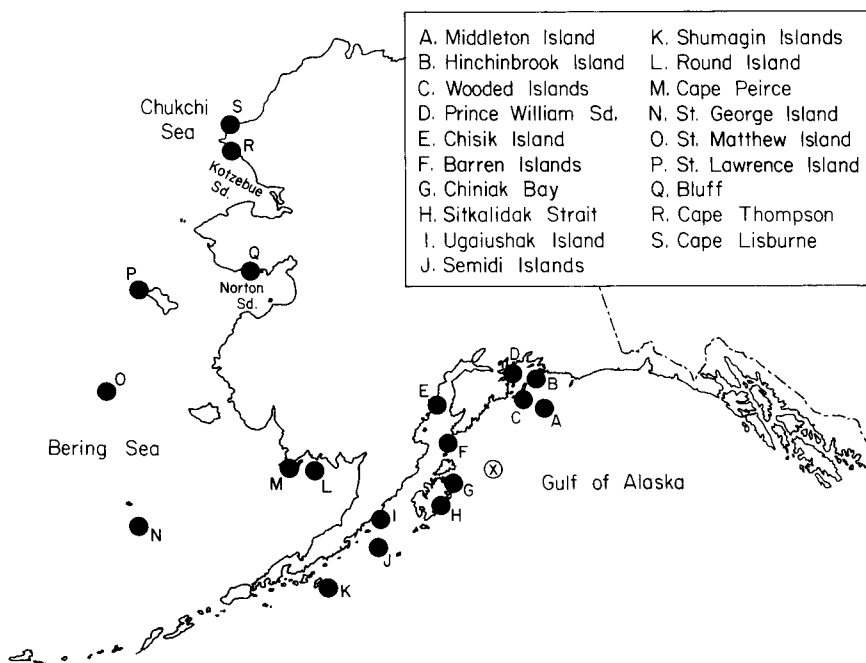 A. Middleton Island
B. Hinchinbrook Island
C. Wooded Islands
D. Prince William Sd.
E. Chisik Island
F. Barren Islands
G. Chiniak Bay
H. Sitkalidak Strait
I. Ugaiushak Island
J. Semidi Islands
K. Shumagin Islands
L. Round Island
M. Cape Peirce
N. St. George Island
O. St. Matthew Island
P. St. Lawrence Island
Q. Bluff
R. Cape Thompson
S. Cape Lisburne
Chukchi
Sea
S
R
Kotzebue
Sd.
Q
P
Norton
Sd.
O
D
B
E
C
A
Bering Sea
F
X
M
L
G
Gulf of Alaska
H
N
I
J
K